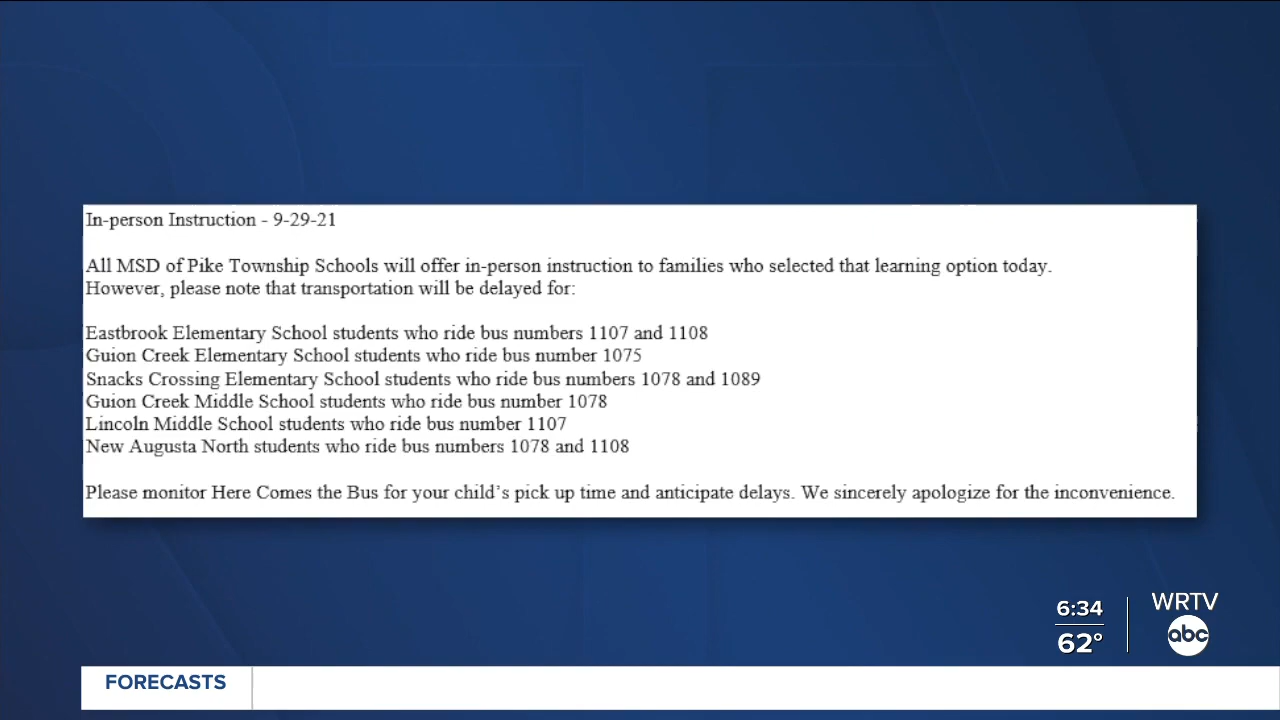 In-person Instruction - 9-29-21
All MSD of Pike Township Schools will offer in-person instruction to families who selected that learning option today.
However, please note that transportation will be delayed for:
Eastbrook Elementary School students who ride bus numbers 1107 and 1108
Guion Creek Elementary School students who ride bus number 1075
Snacks Crossing Elementary School students who ride bus numbers 1078 and 1089
Guion Creek Middle School students who ride bus number 1078
Lincoln Middle School students who ride bus number 1107
New Augusta North students who ride bus numbers 1078 and 1108
Please monitor Here Comes the Bus for your child’s pick up time and anticipate delays. We sincerely apologize for the inconvenience.
6:34
62°
WRTV
abc
FORECASTS